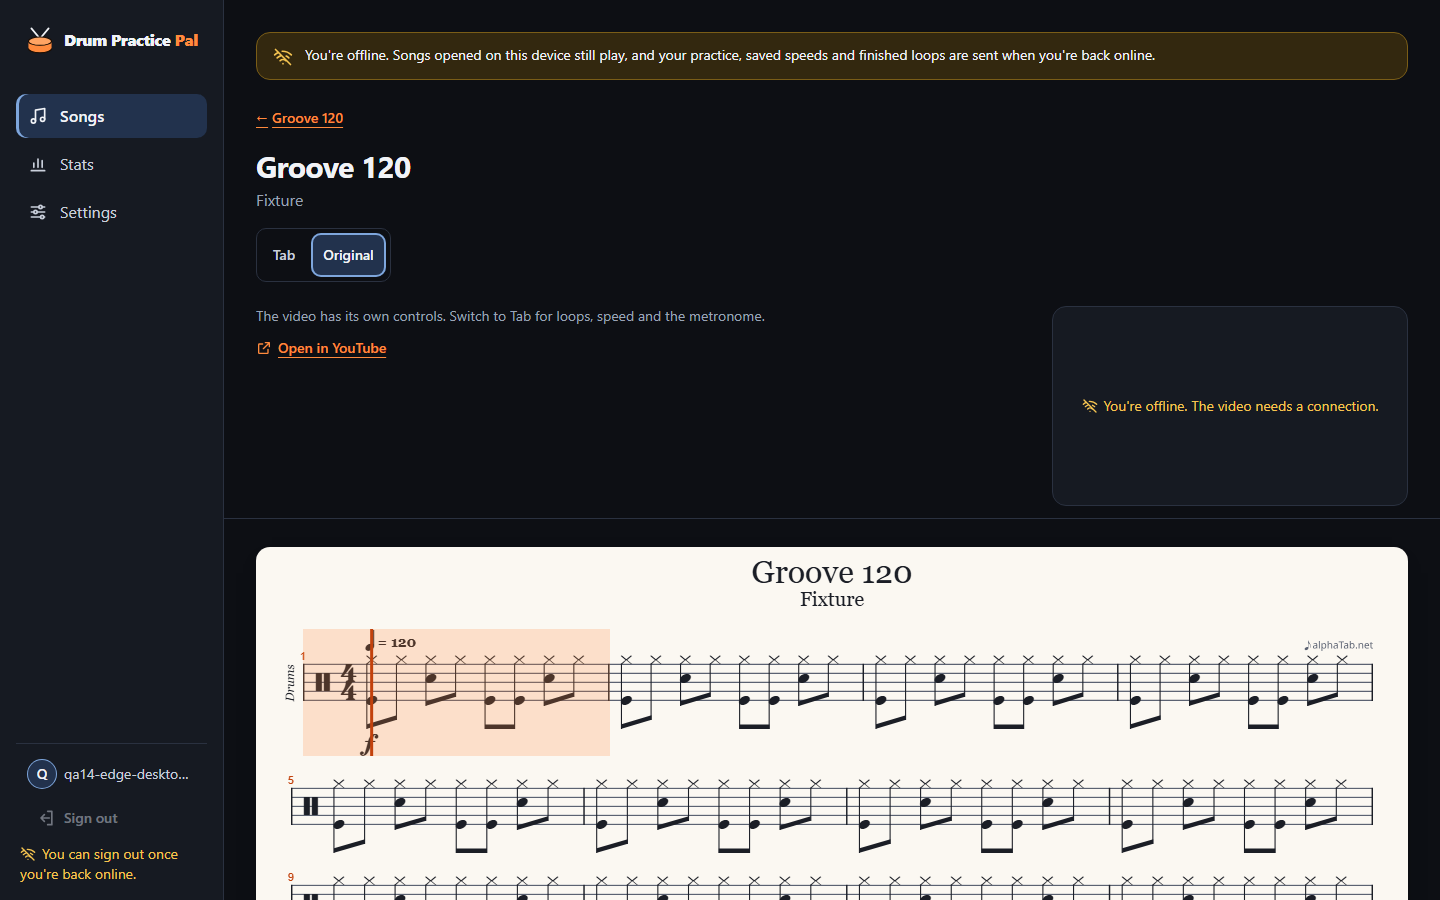 Drum Practice Pal
You're offline. Songs opened on this device still play, and your practice, saved speeds and finished loops are sent when you're back online.
Songs
Stats
Settings
← Groove 120
Groove 120
Fixture
Tab
Original
The video has its own controls. Switch to Tab for loops, speed and the metronome.
Open in YouTube
You're offline. The video needs a connection.
Groove 120
Fixture
= 120
alphaTab.net
1
Drums
4
4
f
5
9
Q
qa14-edge-deskto...
Sign out
You can sign out once
you're back online.